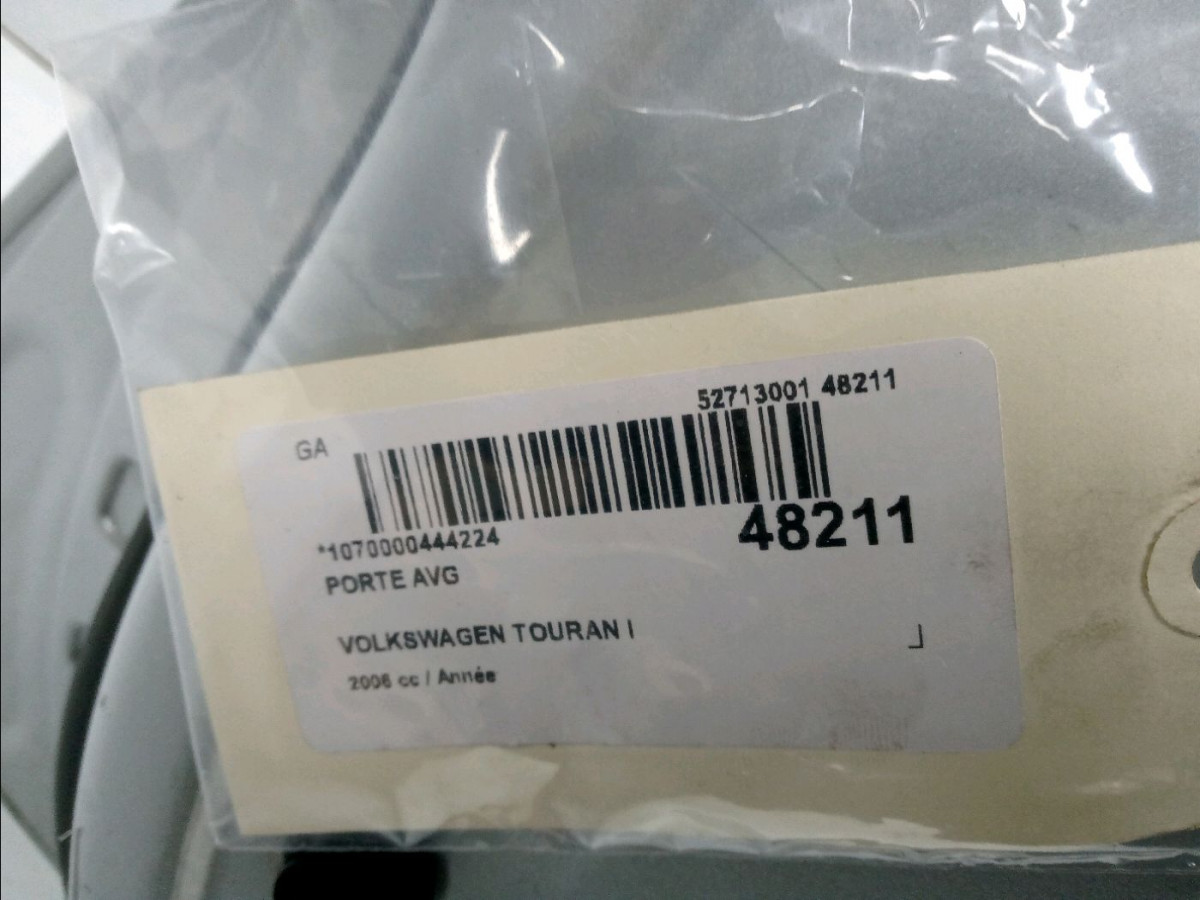 52713001 48211
GA
48211
*1070000444224
PORTE AVG
VOLKSWAGEN TOURAN I
2006 cc / Année